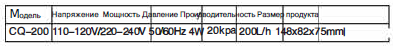 Модель Напряжение Мощность Давление Производительность Размер продукта
CQ-200 110-120V/220-240V 50/60Hz 4W 20kpa 200L/h 148x82x75mm